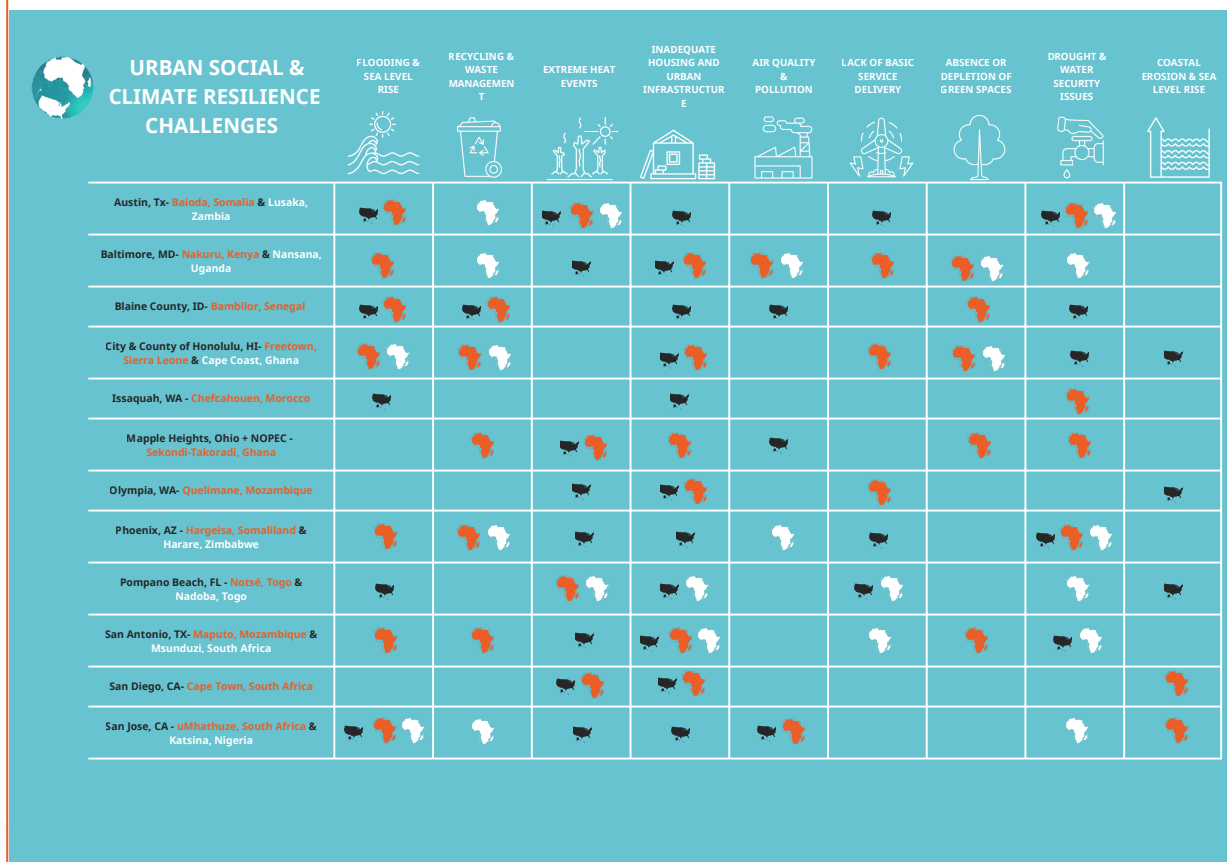 URBAN SOCIAL &
CLIMATE RESILIENCE
CHALLENGES
FLOODING &
SEA LEVEL
RISE
RECYCLING &
WASTE
MANAGEMEN
T
EXTREME HEAT
EVENTS
INADEQUATE
HOUSING AND
URBAN
INFRASTRUCTUR
E
AIR QUALITY
&
POLLUTION
LACK OF BASIC
SERVICE
DELIVERY
ABSENCE OR
DEPLETION OF
GREEN SPACES
DROUGHT &
WATER
SECURITY
ISSUES
COASTAL
EROSION & SEA
LEVEL RISE
Austin, Tx- Baioda, Somalia & Lusaka,
Zambia
Baltimore, MD- Nakuru, Kenya & Nansana,
Uganda
Blaine County, ID- Bambilor, Senegal
City & County of Honolulu, HI- Freetown,
Sierra Leone & Cape Coast, Ghana
Issaquah, WA - Chefcahouen, Morocco
Mapple Heights, Ohio + NOPEC -
Sekondi-Takoradi, Ghana
Olympia, WA- Quelimane, Mozambique
Phoenix, AZ - Hargeisa, Somaliland &
Harare, Zimbabwe
Pompano Beach, FL - Notsé, Togo &
Nadoba, Togo
San Antonio, TX- Maputo, Mozambique &
Msunduzi, South Africa
San Diego, CA- Cape Town, South Africa
San Jose, CA - uMhathuze, South Africa &
Katsina, Nigeria